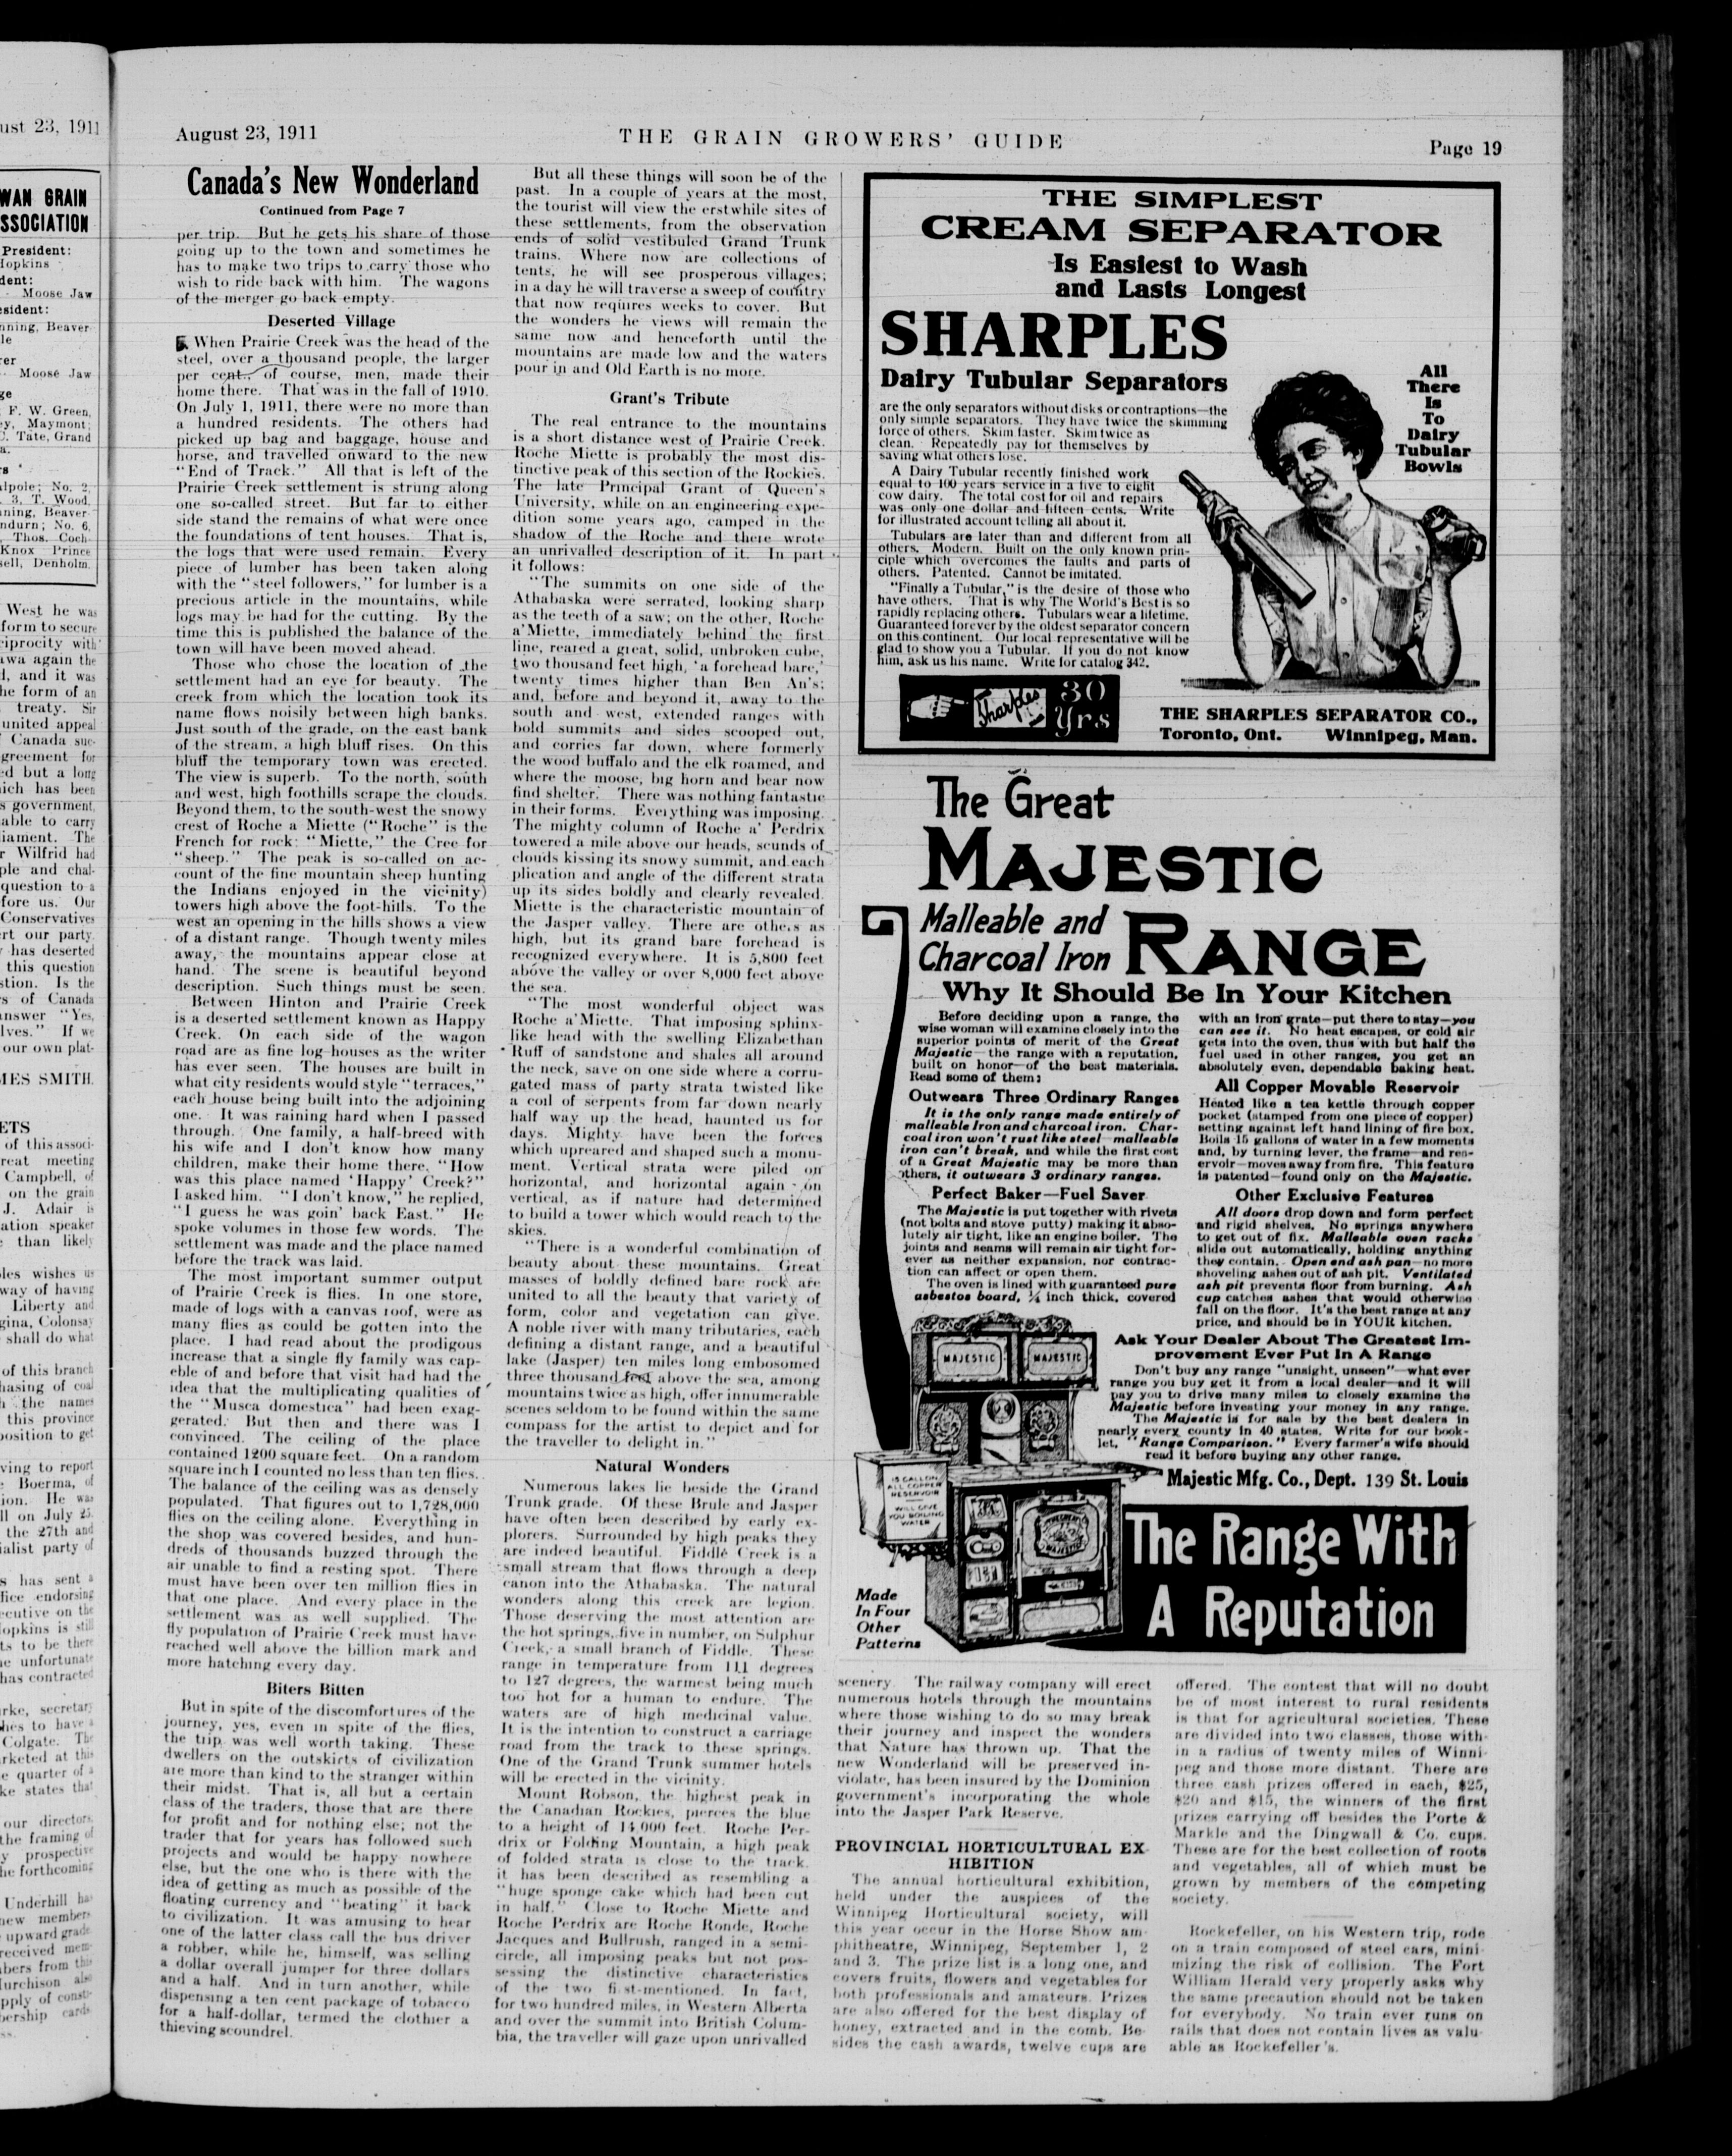 August 23, 1911
THE GRAIN GROWERS' GUIDE
Page 19
Canada's New Wonderland
Continued from Page 7
per trip. But he gets his share of those
going up to the town and sometimes he
has to make two trips to carry those who
wish to ride back with him. The wagons
of the merger go back empty.
Deserted Village
When Prairie Creek was the head of the
steel, over a thousand people, the larger
per cent, of course, men, made their
home there. That was in the fall of 1910.
On July 1, 1911, there were no more than
a hundred residents. The others had
picked up bag and baggage, house and
horse, and travelled onward to the new
"End of Track." All that is left of the
Prairie Creek settlement is strung along
one so-called street. But far to either
side stand the remains of what were once
the foundations of tent houses. That is,
the logs that were used remain. Every
piece of lumber has been taken along
with the "steel followers," for lumber is a
precious article in the mountains, while
logs may be had for the cutting. By the
time this is published the balance of the
town will have been moved ahead.
Those who chose the location of the
settlement had an eye for beauty. The
creek from which the location took its
name flows noisily between high banks.
Just south of the grade, on the east bank
of the stream, a high bluff rises. On this
bluff the temporary town was erected.
The view is superb. To the north, south
and west, high foothills scrape the clouds.
Beyond them, to the south-west the snowy
crest of Roche a Miette ("Roche" is the
French for rock; "Miette," the Cree for
"sheep." The peak is so-called on ac-
count of the fine mountain sheep hunting
the Indians enjoyed in the vicinity)
towers high above the foot-hills. To the
west an opening in the hills shows a view
of a distant range. Though twenty miles
away, the mountains appear close at
hand. The scene is beautiful beyond
description. Such things must be seen.
Between Hinton and Prairie Creek
is a deserted settlement known as Happy
Creek. On each side of the wagon
road are as fine log houses as the writer
has ever seen. The houses are built in
what city residents would style "terraces,"
each house being built into the adjoining
one. It was raining hard when I passed
through. One family, a half-breed with
his wife and I don't know how many
children, make their home there. "How
was this place named 'Happy' Creek?"
I asked him. "I don't know," he replied,
"I guess he was goin' back East." He
spoke volumes in those few words. The
settlement was made and the place named
before the track was laid.
The most important summer output
of Prairie Creek is flies. In one store,
made of logs with a canvas roof, were as
many flies as could be gotten into the
place. I had read about the prodigous
increase that a single fly family was cap-
eble of and before that visit had had the
idea that the multiplicating qualities of
the "Musca domestica" had been exag-
gerated. But then and there was I
convinced. The ceiling of the place
contained 1200 square feet. On a random
square inch I counted no less than ten flies.
The balance of the ceiling was as densely
populated. That figures out to 1,728,000
flies on the ceiling alone. Everything in
the shop was covered besides, and hun-
dreds of thousands buzzed through the
air unable to find a resting spot. There
must have been over ten million flies in
that one place. And every place in the
settlement was as well supplied. The
fly population of Prairie Creek must have
reached well above the billion mark and
more hatching every day.
Biters Bitten
But in spite of the discomfortures of the
journey, yes, even in spite of the flies,
the trip was well worth taking. These
dwellers on the outskirts of civilization
are more than kind to the stranger within
their midst. That is, all but a certain
class of the traders, those that are there
for profit and for nothing else; not the
trader that for years has followed such
projects and would be happy nowhere
else, but the one who is there with the
idea of getting as much as possible of the
floating currency and "beating" it back
to civilization. It was amusing to hear
one of the latter class call the bus driver
a robber, while he, himself, was selling
a dollar overall jumper for three dollars
and a half. And in turn another, while
dispensing a ten cent package of tobacco
for a half-dollar, termed the clothier a
thieving scoundrel.
But all these things will soon be of the
past. In a couple of years at the most,
the tourist will view the erstwhile sites of
these settlements, from the observation
ends of solid vestibuled Grand Trunk
trains. Where now are collections of
tents, he will see prosperous villages;
in a day he will traverse a sweep of country
that now reqiures weeks to cover. But
the wonders he views will remain the
same now and henceforth until the
mountains are made low and the waters
pour in and Old Earth is no more.
Grant's Tribute
The real entrance to the mountains
is a short distance west of Prairie Creek.
Roche Miette is probably the most dis-
tinctive peak of this section of the Rockies.
The late Principal Grant of Queen's
University, while on an engineering expe-
dition some years ago, camped in the
shadow of the Roche and there wrote
an unrivalled description of it. In part
it follows:
"The summits on one side of the
Athabaska were serrated, looking sharp
as the teeth of a saw; on the other, Roche
a'Miette, immediately behind the first
line, reared a great, solid, unbroken cube,
two thousand feet high, 'a forehead bare,'
twenty times higher than Ben An's;
and, before and beyond it, away to the
south and west, extended ranges with
bold summits and sides scooped out,
and corries far down, where formerly
the wood buffalo and the elk roamed, and
where the moose, big horn and bear now
find shelter. There was nothing fantastic
in their forms. Everything was imposing.
The mighty column of Roche a' Perdrix
towered a mile above our heads, scunds of
clouds kissing its snowy summit, and each
plication and angle of the different strata
up its sides boldly and clearly revealed.
Miette is the characteristic mountain of
the Jasper valley. There are others as
high, but its grand bare forehead is
recognized everywhere. It is 5,800 feet
above the valley or over 8,000 feet above
the sea.
"The most wonderful object was
Roche a'Miette. That imposing sphinx-
like head with the swelling Elizabethan
Ruff of sandstone and shales all around
the neck, save on one side where a corru-
gated mass of party strata twisted like
a coil of serpents from far down nearly
half way up the head, haunted us for
days. Mighty have been the forces
which upreared and shaped such a monu-
ment. Vertical strata were piled on
horizontal, and horizontal again on
vertical, as if nature had determined
to build a tower which would reach to the
skies.
"There is a wonderful combination of
beauty about these mountains. Great
masses of boldly defined bare rock are
united to all the beauty that variety of
form, color and vegetation can give.
A noble river with many tributaries, each
defining a distant range, and a beautiful
lake (Jasper) ten miles long embosomed
three thousand feet above the sea, among
mountains twice as high, offer innumerable
scenes seldom to be found within the same
compass for the artist to depict and for
the traveller to delight in."
Natural Wonders
Numerous lakes lie beside the Grand
Trunk grade. Of these Brule and Jasper
have often been described by early ex-
plorers. Surrounded by high peaks they
are indeed beautiful. Fiddle Creek is a
small stream that flows through a deep
canon into the Athabaska. The natural
wonders along this creek are legion.
Those deserving the most attention are
the hot springs, five in number, on Sulphur
Creek, a small branch of Fiddle. These
range in temperature from 111 degrees
to 127 degrees, the warmest being much
too hot for a human to endure. The
waters are of high medicinal value.
It is the intention to construct a carriage
road from the track to these springs.
One of the Grand Trunk summer hotels
will be erected in the vicinity.
Mount Robson, the highest peak in
the Canadian Rockies, pierces the blue
to a height of 14,000 feet. Roche Per-
drix or Folding Mountain, a high peak
of folded strata is close to the track.
it has been described as resembling a
"huge sponge cake which had been cut
in half." Close to Roche Miette and
Roche Perdrix are Roche Ronde, Roche
Jacques and Bullrush, ranged in a semi-
circle, all imposing peaks but not pos-
sessing the distinctive characteristics
of the two first-mentioned. In fact,
for two hundred miles, in Western Alberta
and over the summit into British Colum-
bia, the traveller will gaze upon unrivalled
THE SIMPLEST
CREAM SEPARATOR
Is Easiest to Wash
and Lasts Longest
SHARPLES
Dairy Tubular Separators
are the only separators without disks or contraptions—the
only simple separators. They have twice the skimming
force of others. Skim faster. Skim twice as
clean. Repeatedly pay for themselves by
saving what others lose.
A Dairy Tubular recently finished work
equal to 100 years service in a five to eight
cow dairy. The total cost for oil and repairs
was only one dollar and fifteen cents. Write
for illustrated account telling all about it.
Tubulars are later than and different from all
others. Modern. Built on the only known prin-
ciple which overcomes the faults and parts of
others. Patented. Cannot be imitated.
"Finally a Tubular," is the desire of those who
have others. That is why The World's Best is so
rapidly replacing others. Tubulars wear a lifetime.
Guaranteed forever by the oldest separator concern
on this continent. Our local representative will be
glad to show you a Tubular. If you do not know
him, ask us his name. Write for catalog 342.
All
There
Is
To
Dairy
Tubular
Bowls
Sharples
30
Yrs
THE SHARPLES SEPARATOR CO.,
Toronto, Ont. Winnipeg, Man.
The Great
MAJESTIC
Malleable and
Charcoal Iron
RANGE
Why It Should Be In Your Kitchen
Before deciding upon a range, the
wise woman will examine closely into the
superior points of merit of the Great
Majestic—the range with a reputation,
built on honor—of the best materials.
Read some of them:
Outwears Three Ordinary Ranges
It is the only range made entirely of
malleable Iron and charcoal iron. Char-
coal iron won't rust like steel—malleable
iron can't break, and while the first cost
of a Great Majestic may be more than
others, it outwears 3 ordinary ranges.
Perfect Baker—Fuel Saver
The Majestic is put together with rivets
(not bolts and stove putty) making it abso-
lutely air tight, like an engine boiler. The
joints and seams will remain air tight for-
ever as neither expansion, nor contrac-
tion can affect or open them.
The oven is lined with guaranteed pure
asbestos board, ¼ inch thick, covered
with an iron grate—put there to stay—you
can see it. No heat escapes, or cold air
gets into the oven, thus with but half the
fuel used in other ranges, you get an
absolutely even, dependable baking heat.
All Copper Movable Reservoir
Heated like a tea kettle through copper
pocket (stamped from one piece of copper)
setting against left hand lining of fire box.
Boils 15 gallons of water in a few moments
and, by turning lever, the frame—and res-
ervoir—moves away from fire. This feature
is patented—found only on the Majestic.
Other Exclusive Features
All doors drop down and form perfect
and rigid shelves. No springs anywhere
to get out of fix. Malleable oven racks
slide out automatically, holding anything
they contain. Open end ash pan—no more
shoveling ashes out of ash pit. Ventilated
ash pit prevents floor from burning. Ash
cup catches ashes that would otherwise
fall on the floor. It's the best range at any
price, and should be in YOUR kitchen.
Ask Your Dealer About The Greatest Im-
provement Ever Put In A Range
Don't buy any range "unsight, unseen"—what ever
range you buy get it from a local dealer—and it will
pay you to drive many miles to closely examine the
Majestic before investing your money in any range.
The Majestic is for sale by the best dealers in
nearly every county in 40 states. Write for our book-
let, "Range Comparison." Every farmer's wife should
read it before buying any other range.
Majestic Mfg. Co., Dept. 139 St. Louis
MAJESTIC
MAJESTIC
15 GALLON
ALL COPPER
RESERVOIR
WILL GIVE
YOU BOILING
WATER
Made
In Four
Other
Patterns
The Range With
A Reputation
scenery. The railway company will erect
numerous hotels through the mountains
where those wishing to do so may break
their journey and inspect the wonders
that Nature has thrown up. That the
new Wonderland will be preserved in-
violate, has been insured by the Dominion
government's incorporating the whole
into the Jasper Park Reserve.
PROVINCIAL HORTICULTURAL EX-
HIBITION
The annual horticultural exhibition,
held under the auspices of the
Winnipeg Horticultural society, will
this year occur in the Horse Show am-
phitheatre, Winnipeg, September 1, 2
and 3. The prize list is a long one, and
covers fruits, flowers and vegetables for
both professionals and amateurs. Prizes
are also offered for the best display of
honey, extracted and in the comb. Be-
sides the cash awards, twelve cups are
offered. The contest that will no doubt
be of most interest to rural residents
is that for agricultural societies. These
are divided into two classes, those with-
in a radius of twenty miles of Winni-
peg and those more distant. There are
three cash prizes offered in each, $25,
$20 and $15, the winners of the first
prizes carrying off besides the Porte &
Markle and the Dingwall & Co. cups.
These are for the best collection of roots
and vegetables, all of which must be
grown by members of the competing
society.
Rockefeller, on his Western trip, rode
on a train composed of steel cars, mini-
mizing the risk of collision. The Fort
William Herald very properly asks why
the same precaution should not be taken
for everybody. No train ever runs on
rails that does not contain lives as valu-
able as Rockefeller's.